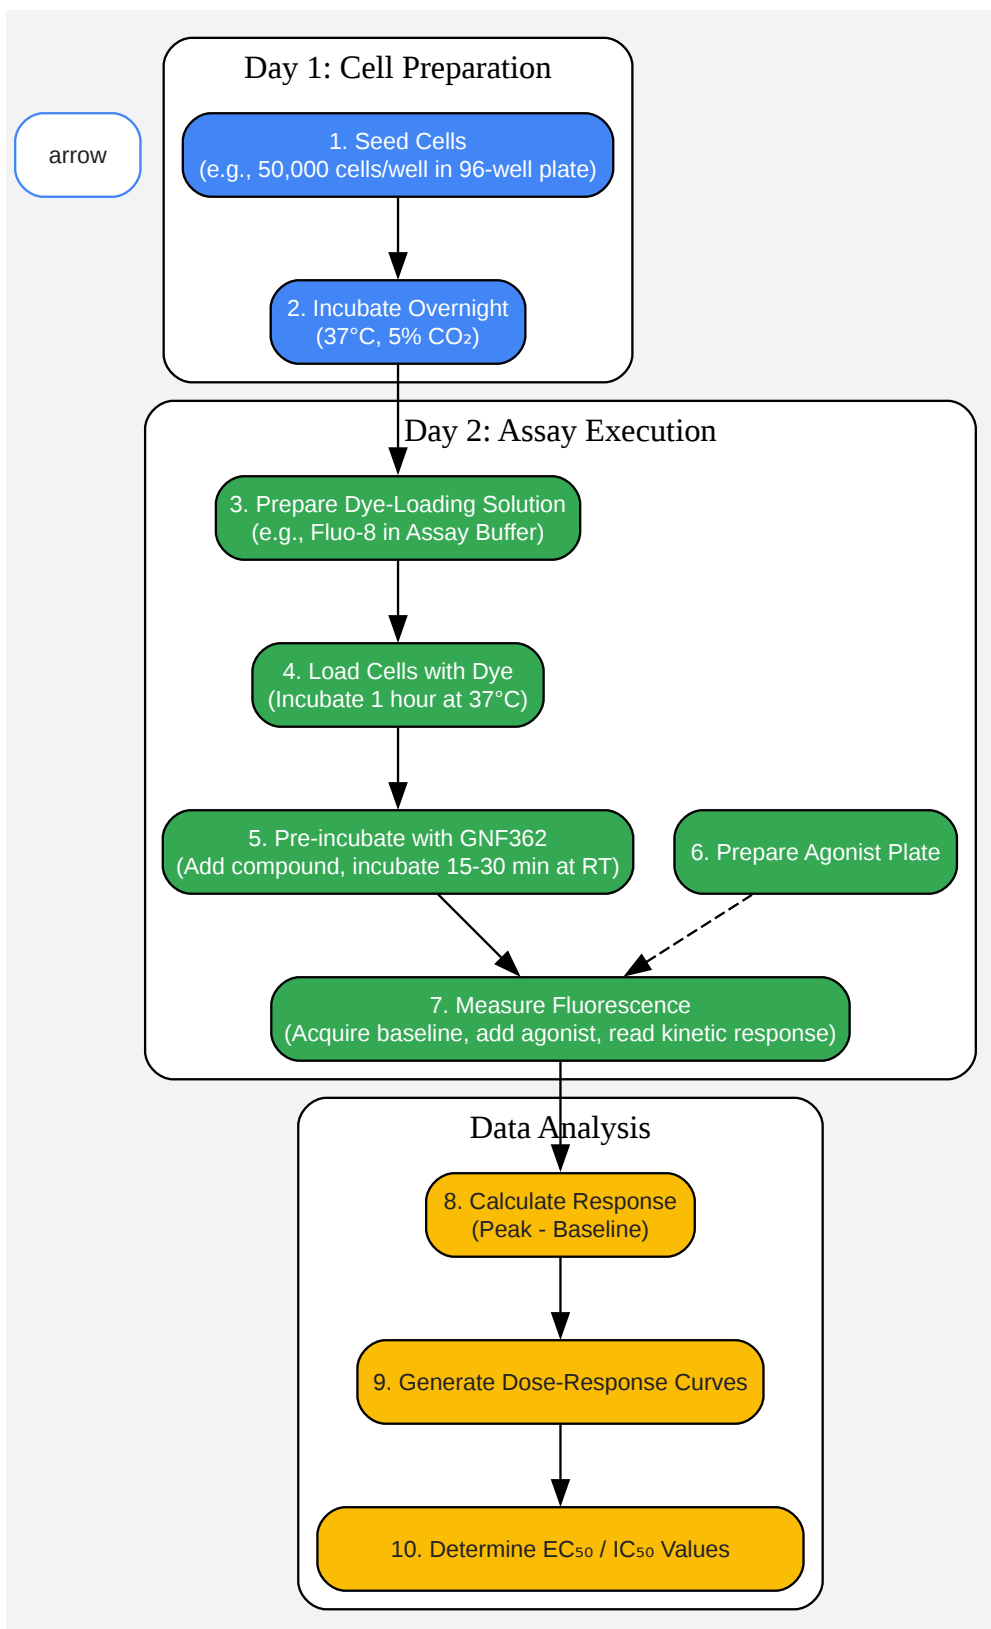 Day 1: Cell Preparation
arrow
1. Seed Cells
(e.g., 50,000 cells/well in 96-well plate)
2. Incubate Overnight
(37°C, 5% CO₂)
Day 2: Assay Execution
3. Prepare Dye-Loading Solution
(e.g., Fluo-8 in Assay Buffer)
4. Load Cells with Dye
(Incubate 1 hour at 37°C)
5. Pre-incubate with GNF362
(Add compound, incubate 15-30 min at RT)
6. Prepare Agonist Plate
7. Measure Fluorescence
(Acquire baseline, add agonist, read kinetic response)
Data Analysis
8. Calculate Response
(Peak - Baseline)
9. Generate Dose-Response Curves
10. Determine EC₅₀ / IC₅₀ Values